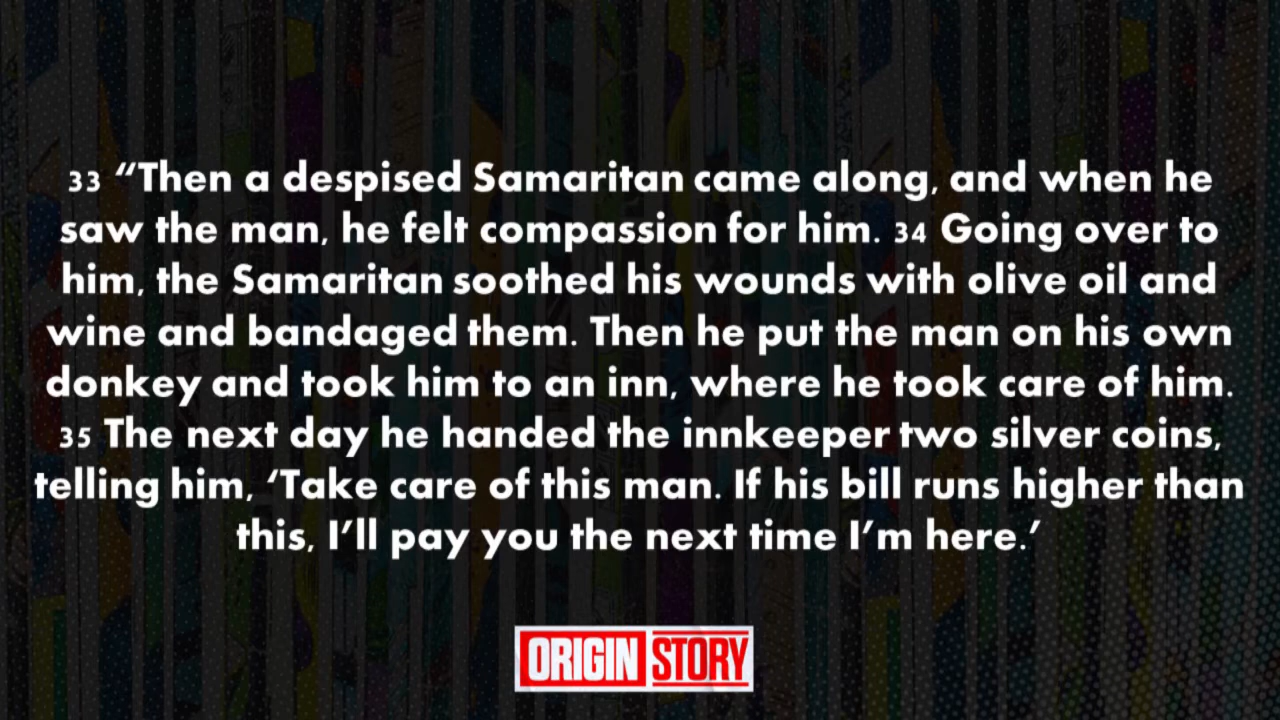 33 “Then a despised Samaritan came along, and when he
saw the man, he felt compassion for him. 34 Going over to
him, the Samaritan soothed his wounds with olive oil and
wine and bandaged them. Then he put the man on his own
donkey and took him to an inn, where he took care of him.
35 The next day he handed the innkeeper two silver coins,
telling him, ‘Take care of this man. If his bill runs higher than
this, I’ll pay you the next time I’m here.’
ORIGIN STORY